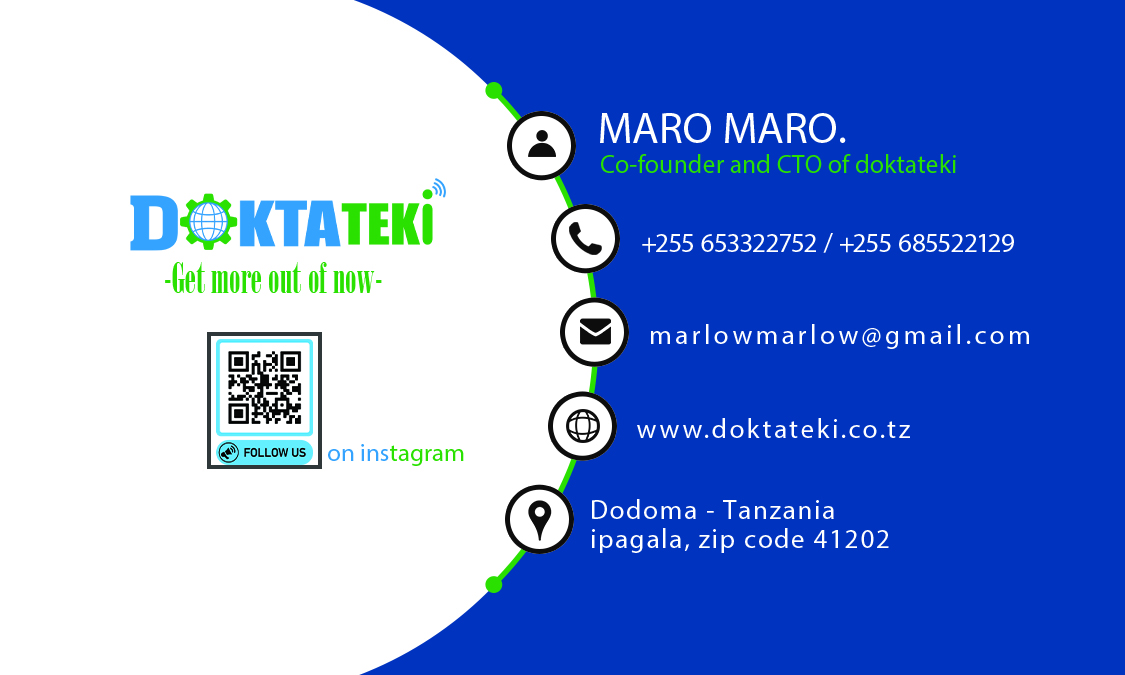 DOKTATEKi
-Get more out of now-
FOLLOW US
on instagram
MARO MARO.
Co-founder and CTO of doktateki
+255 653322752 / +255 685522129
marlowmarlow@gmail.com
www.doktateki.co.tz
Dodoma - Tanzania
ipagala, zip code 41202